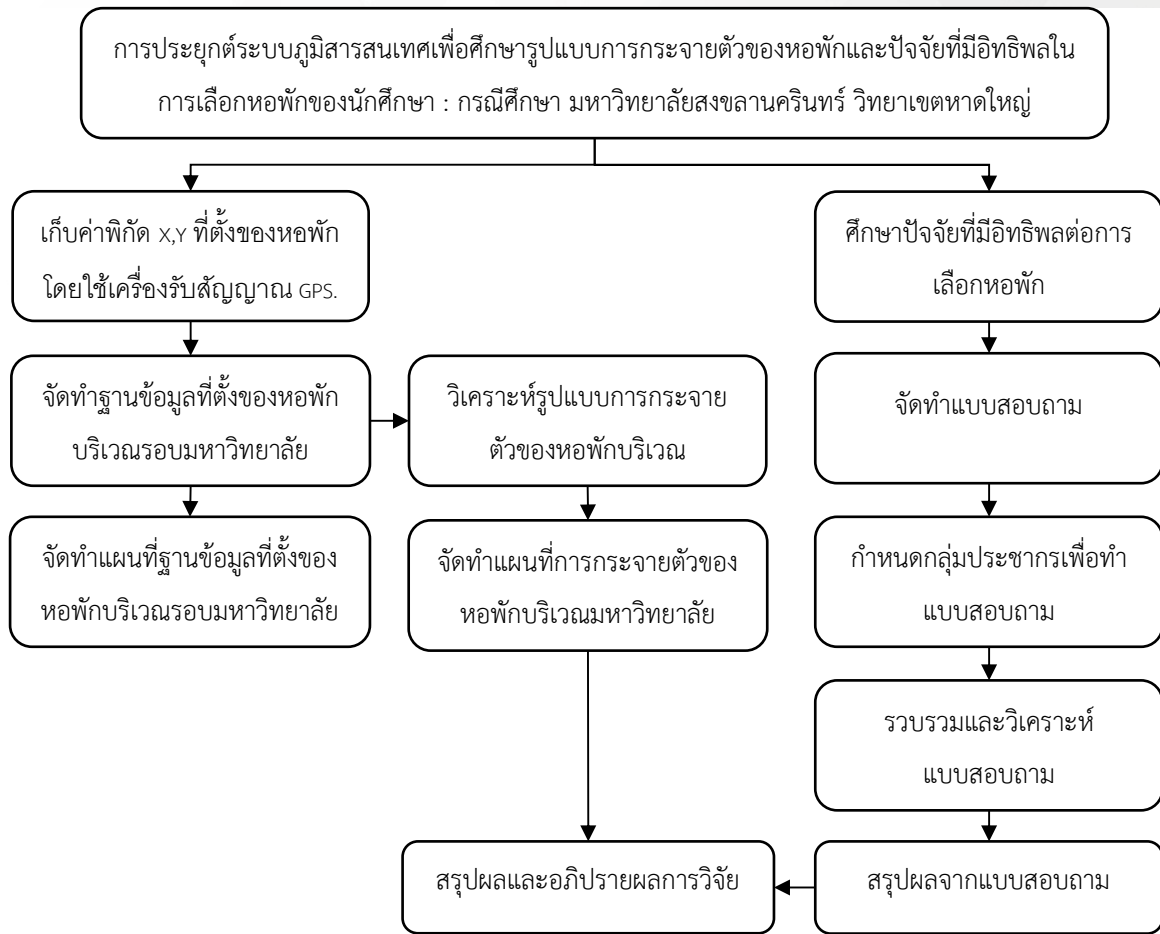 การประยุกต์ระบบภูมิสารสนเทศเพื่อศึกษารูปแบบการกระจายตัวของหอพักและปัจจัยที่มีอิทธิพลใน
การเลือกหอพักของนักศึกษา : กรณีศึกษา มหาวิทยาลัยสงขลานครินทร์ วิทยาเขตหาดใหญ่
เก็บค่าพิกัด X,Y ที่ตั้งของหอพัก
โดยใช้เครื่องรับสัญญาณ GPS.
ศึกษาปัจจัยที่มีอิทธิพลต่อการ
เลือกหอพัก
จัดทำฐานข้อมูลที่ตั้งของหอพัก
บริเวณรอบมหาวิทยาลัย
วิเคราะห์รูปแบบการกระจาย
ตัวของหอพักบริเวณ
จัดทำแบบสอบถาม
จัดทำแผนที่ฐานข้อมูลที่ตั้งของ
หอพักบริเวณรอบมหาวิทยาลัย
จัดทำแผนที่การกระจายตัวของ
หอพักบริเวณมหาวิทยาลัย
กำหนดกลุ่มประชากรเพื่อทำ
แบบสอบถาม
รวบรวมและวิเคราะห์
แบบสอบถาม
สรุปผลและอภิปรายผลการวิจัย
สรุปผลจากแบบสอบถาม